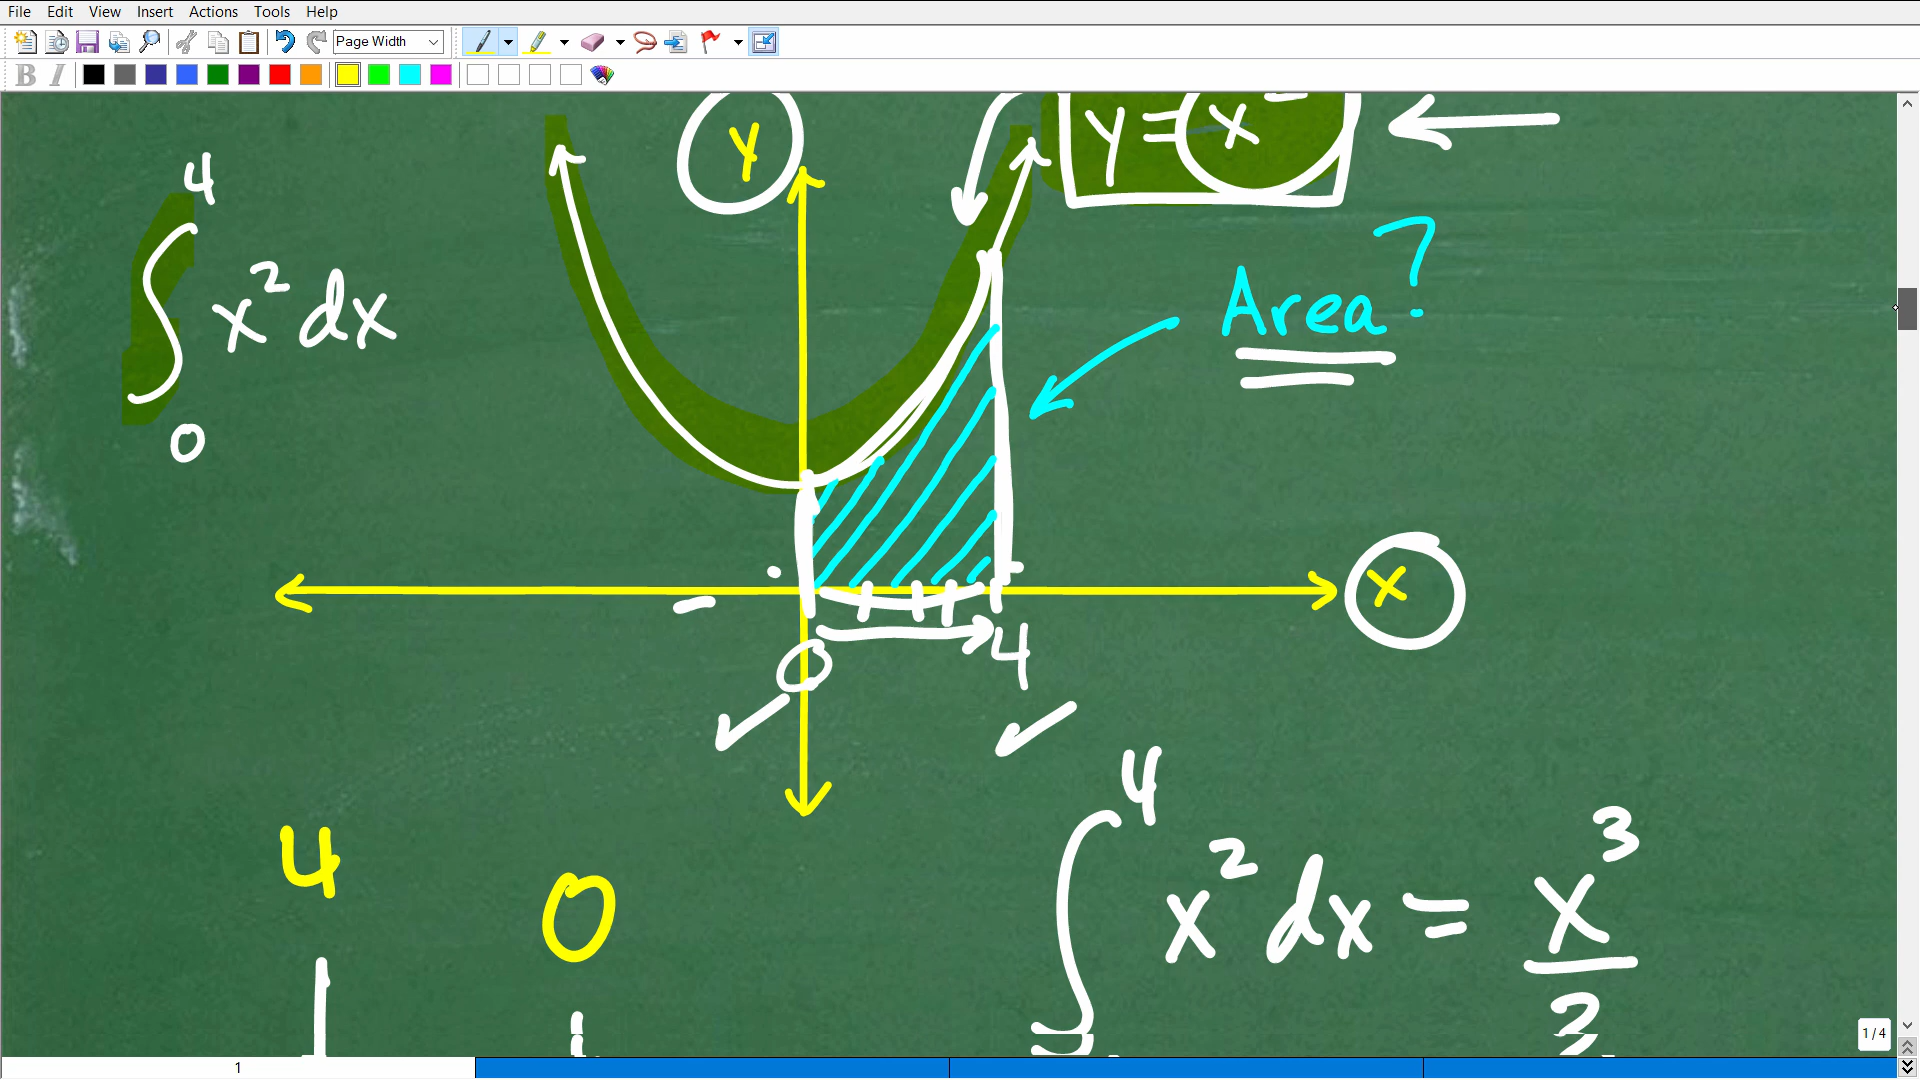 File Edit View Insert Actions Tools Help
Page Width
B I
y
y = x
4
∫ x² dx
0
Area?
x
0 4
4 0
4
∫ x² dx = x³
3
1 / 4
1